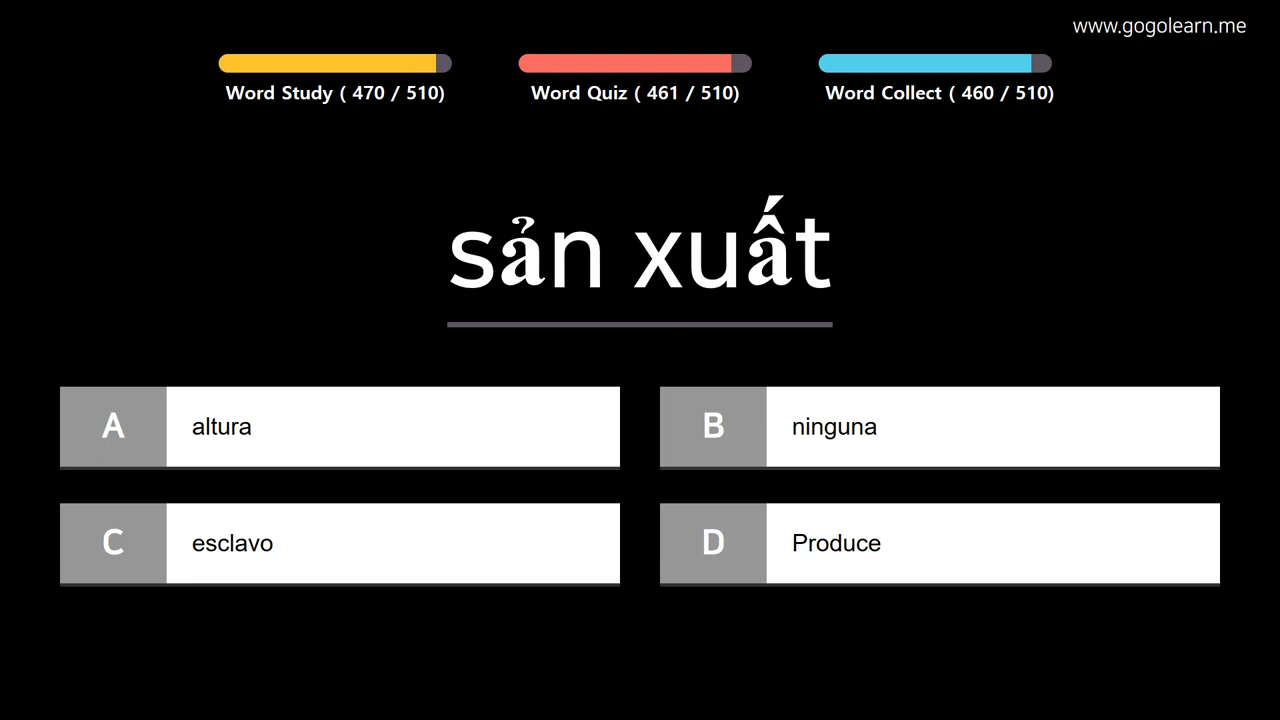 www.gogolearn.me
Word Study ( 470 / 510)
Word Quiz ( 461 / 510)
Word Collect ( 460 / 510)
sản xuất
A altura
B ninguna
C esclavo
D Produce